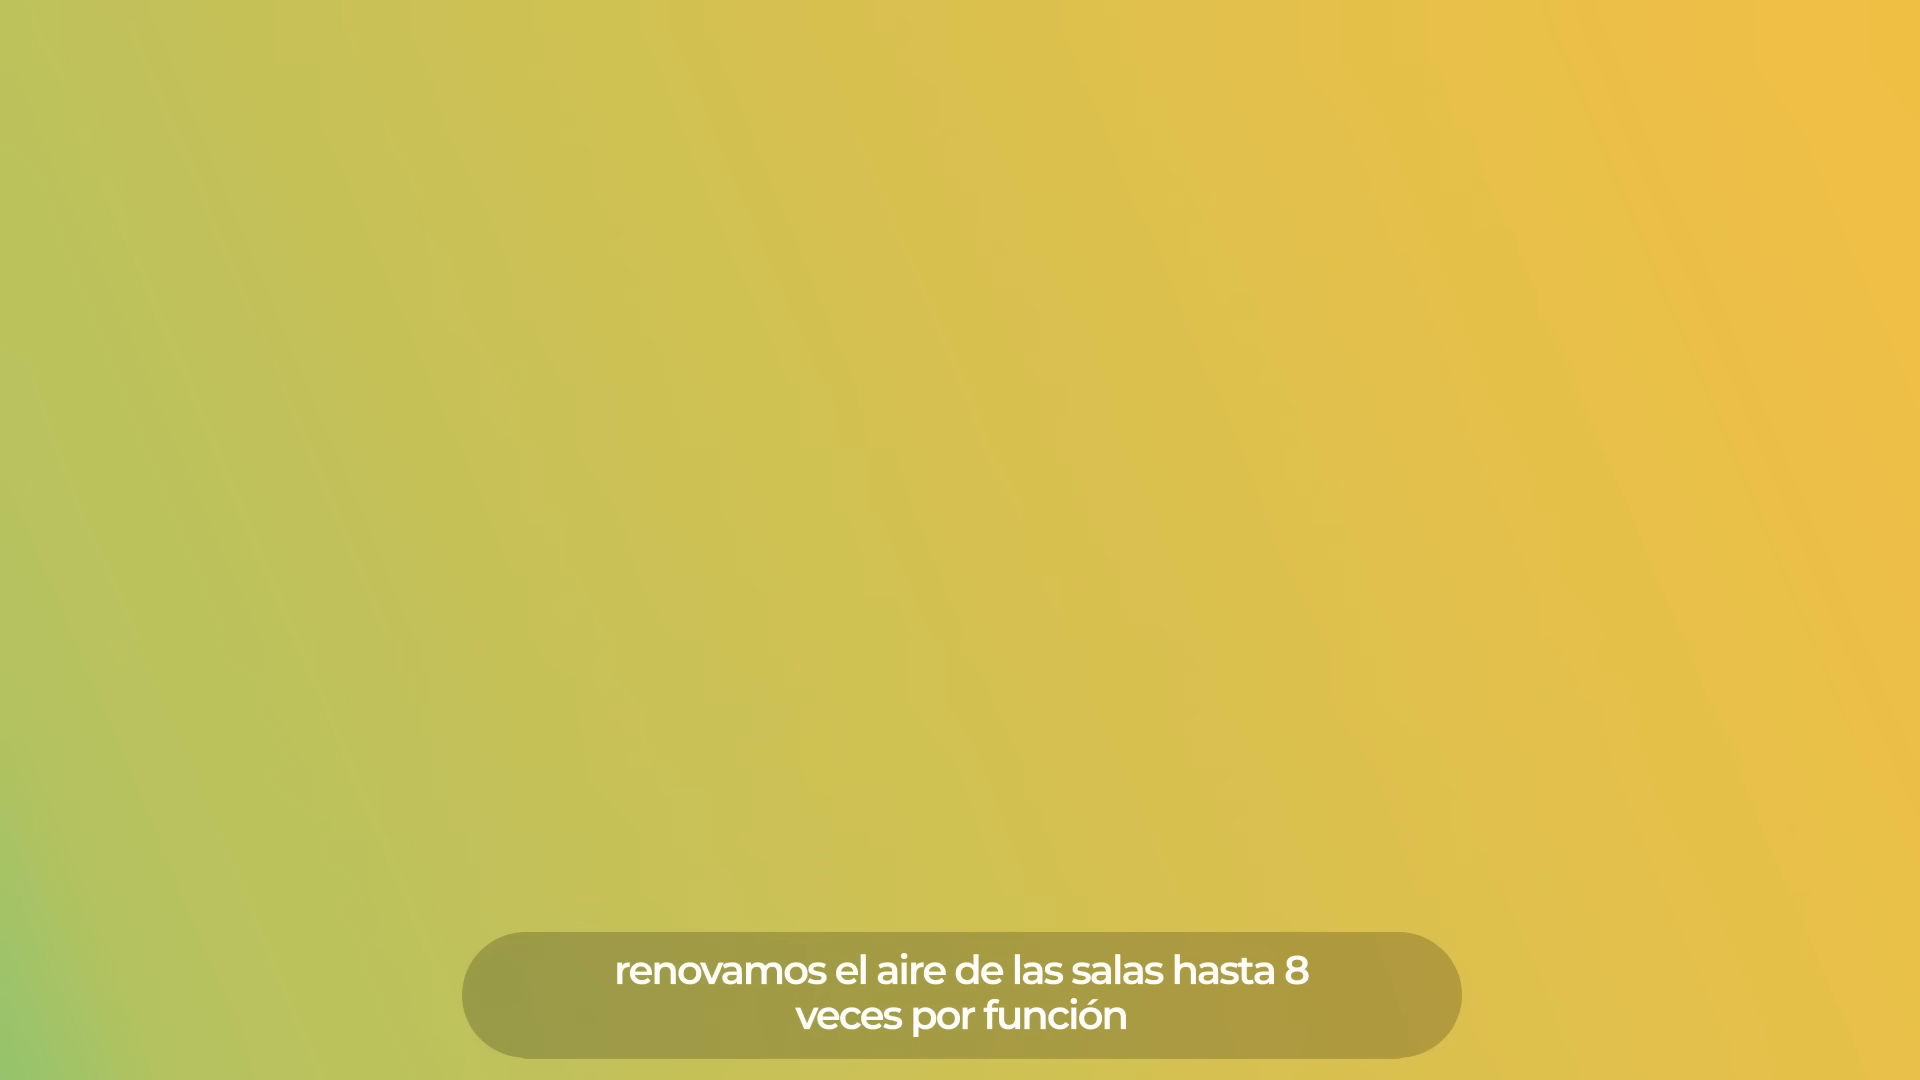 renovamos el aire de las salas hasta 8
veces por función